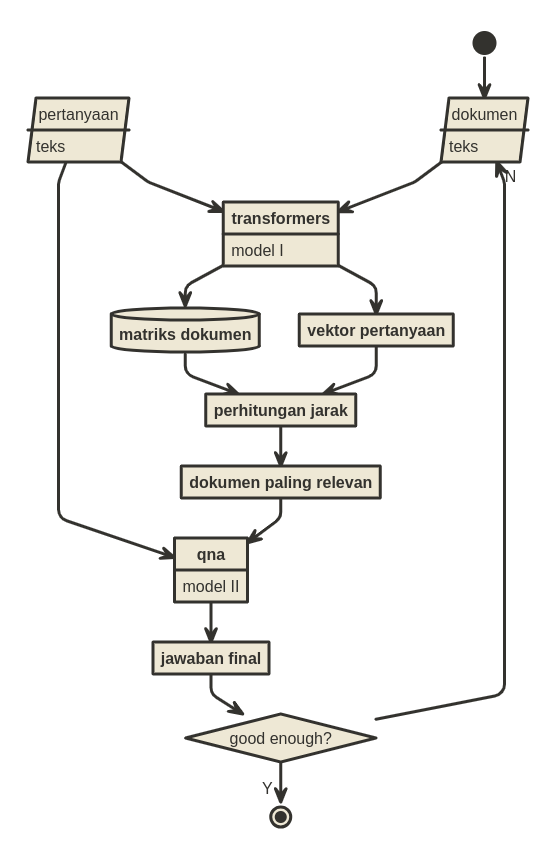 pertanyaan
teks
dokumen
teks
N
transformers
model I
matriks dokumen
vektor pertanyaan
perhitungan jarak
dokumen paling relevan
qna
model II
jawaban final
good enough?
Y